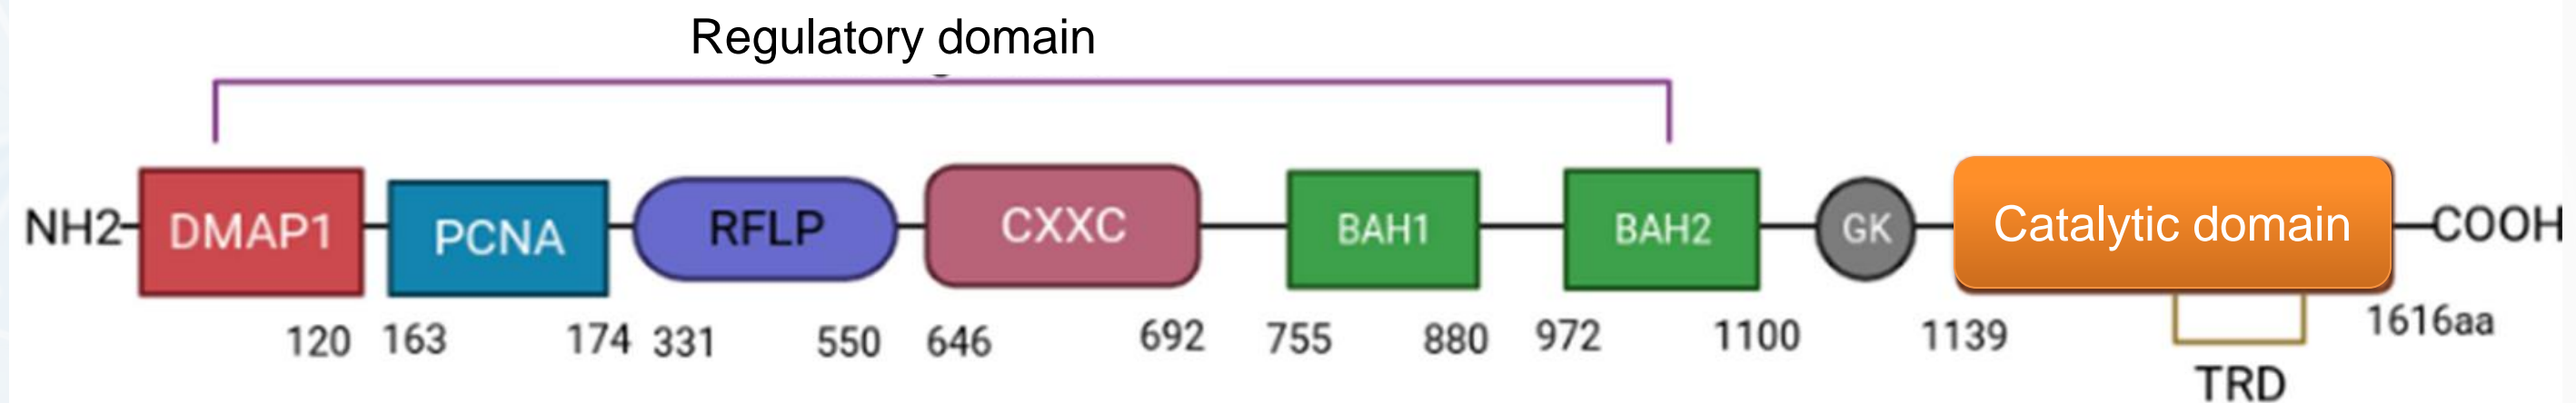 Regulatory domain
NH2 DMAP1 PCNA RFLP CXXC BAH1 BAH2 GK Catalytic domain COOH
120 163 174 331 550 646 692 755 880 972 1100 1139 1616aa
TRD